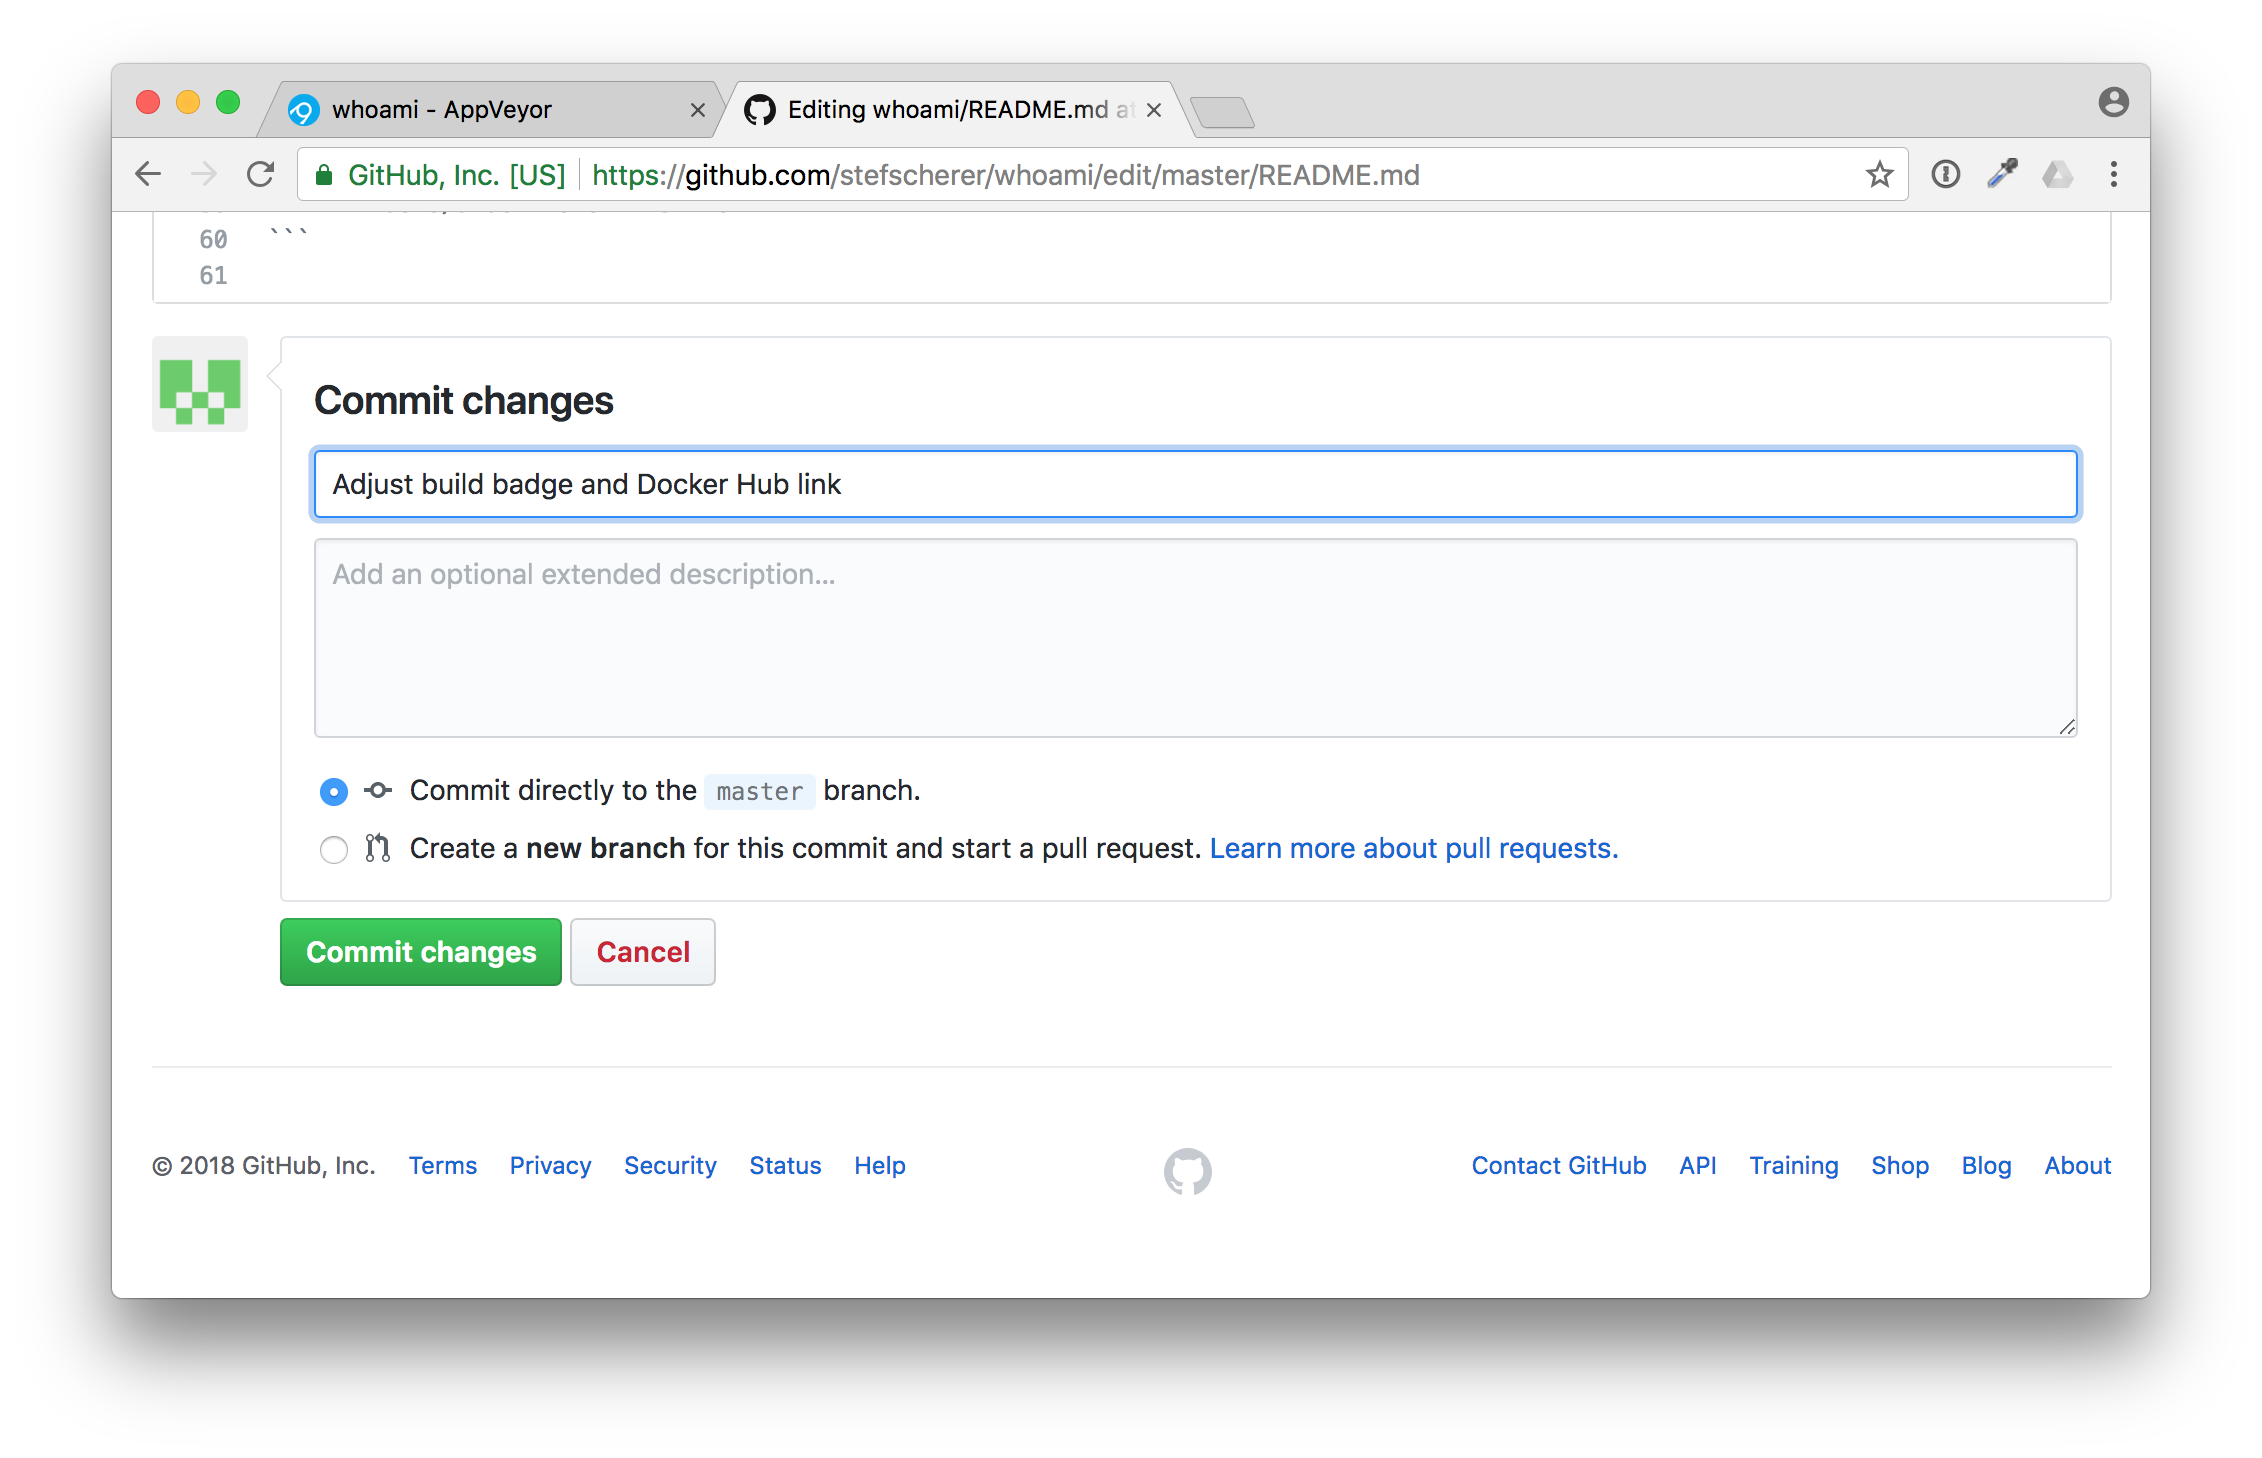 whoami - AppVeyor
Editing whoami/README.md at
GitHub, Inc. [US] https://github.com/stefscherer/whoami/edit/master/README.md
60 ```
61
Commit changes
Adjust build badge and Docker Hub link
Add an optional extended description...
Commit directly to the master branch.
Create a new branch for this commit and start a pull request. Learn more about pull requests.
Commit changes Cancel
© 2018 GitHub, Inc. Terms Privacy Security Status Help Contact GitHub API Training Shop Blog About